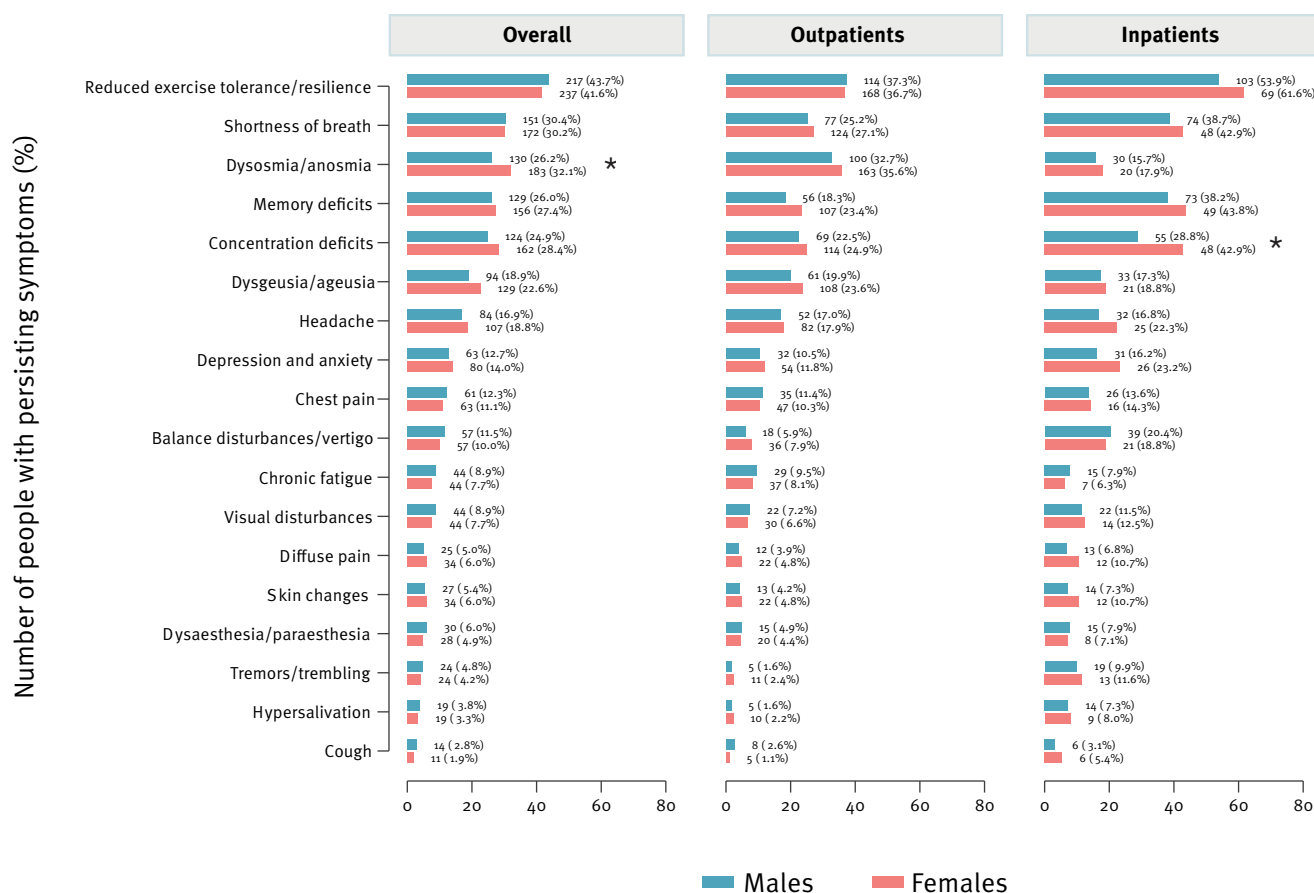 Overall
Outpatients
Inpatients
Number of people with persisting symptoms (%)
Reduced exercise tolerance/resilience
217 (43.7%)
237 (41.6%)
114 (37.3%)
168 (36.7%)
103 (53.9%)
69 (61.6%)
Shortness of breath
151 (30.4%)
172 (30.2%)
77 (25.2%)
124 (27.1%)
74 (38.7%)
48 (42.9%)
Dysosmia/anosmia
130 (26.2%)
183 (32.1%)
*
100 (32.7%)
163 (35.6%)
30 (15.7%)
20 (17.9%)
Memory deficits
129 (26.0%)
156 (27.4%)
56 (18.3%)
107 (23.4%)
73 (38.2%)
49 (43.8%)
Concentration deficits
124 (24.9%)
162 (28.4%)
69 (22.5%)
114 (24.9%)
55 (28.8%)
48 (42.9%)
*
Dysgeusia/ageusia
94 (18.9%)
129 (22.6%)
61 (19.9%)
108 (23.6%)
33 (17.3%)
21 (18.8%)
Headache
84 (16.9%)
107 (18.8%)
52 (17.0%)
82 (17.9%)
32 (16.8%)
25 (22.3%)
Depression and anxiety
63 (12.7%)
80 (14.0%)
32 (10.5%)
54 (11.8%)
31 (16.2%)
26 (23.2%)
Chest pain
61 (12.3%)
63 (11.1%)
35 (11.4%)
47 (10.3%)
26 (13.6%)
16 (14.3%)
Balance disturbances/vertigo
57 (11.5%)
57 (10.0%)
18 ( 5.9%)
36 ( 7.9%)
39 (20.4%)
21 (18.8%)
Chronic fatigue
44 ( 8.9%)
44 ( 7.7%)
29 ( 9.5%)
37 ( 8.1%)
15 ( 7.9%)
7 ( 6.3%)
Visual disturbances
44 ( 8.9%)
44 ( 7.7%)
22 ( 7.2%)
30 ( 6.6%)
22 (11.5%)
14 (12.5%)
Diffuse pain
25 ( 5.0%)
34 ( 6.0%)
12 ( 3.9%)
22 ( 4.8%)
13 ( 6.8%)
12 (10.7%)
Skin changes
27 ( 5.4%)
34 ( 6.0%)
13 ( 4.2%)
22 ( 4.8%)
14 ( 7.3%)
12 (10.7%)
Dysaesthesia/paraesthesia
30 ( 6.0%)
28 ( 4.9%)
15 ( 4.9%)
20 ( 4.4%)
15 ( 7.9%)
8 ( 7.1%)
Tremors/trembling
24 ( 4.8%)
24 ( 4.2%)
5 ( 1.6%)
11 ( 2.4%)
19 ( 9.9%)
13 (11.6%)
Hypersalivation
19 ( 3.8%)
19 ( 3.3%)
5 ( 1.6%)
10 ( 2.2%)
14 ( 7.3%)
9 ( 8.0%)
Cough
14 ( 2.8%)
11 ( 1.9%)
8 ( 2.6%)
5 ( 1.1%)
6 ( 3.1%)
6 ( 5.4%)
0 20 40 60 80
0 20 40 60 80
0 20 40 60 80
Males
Females